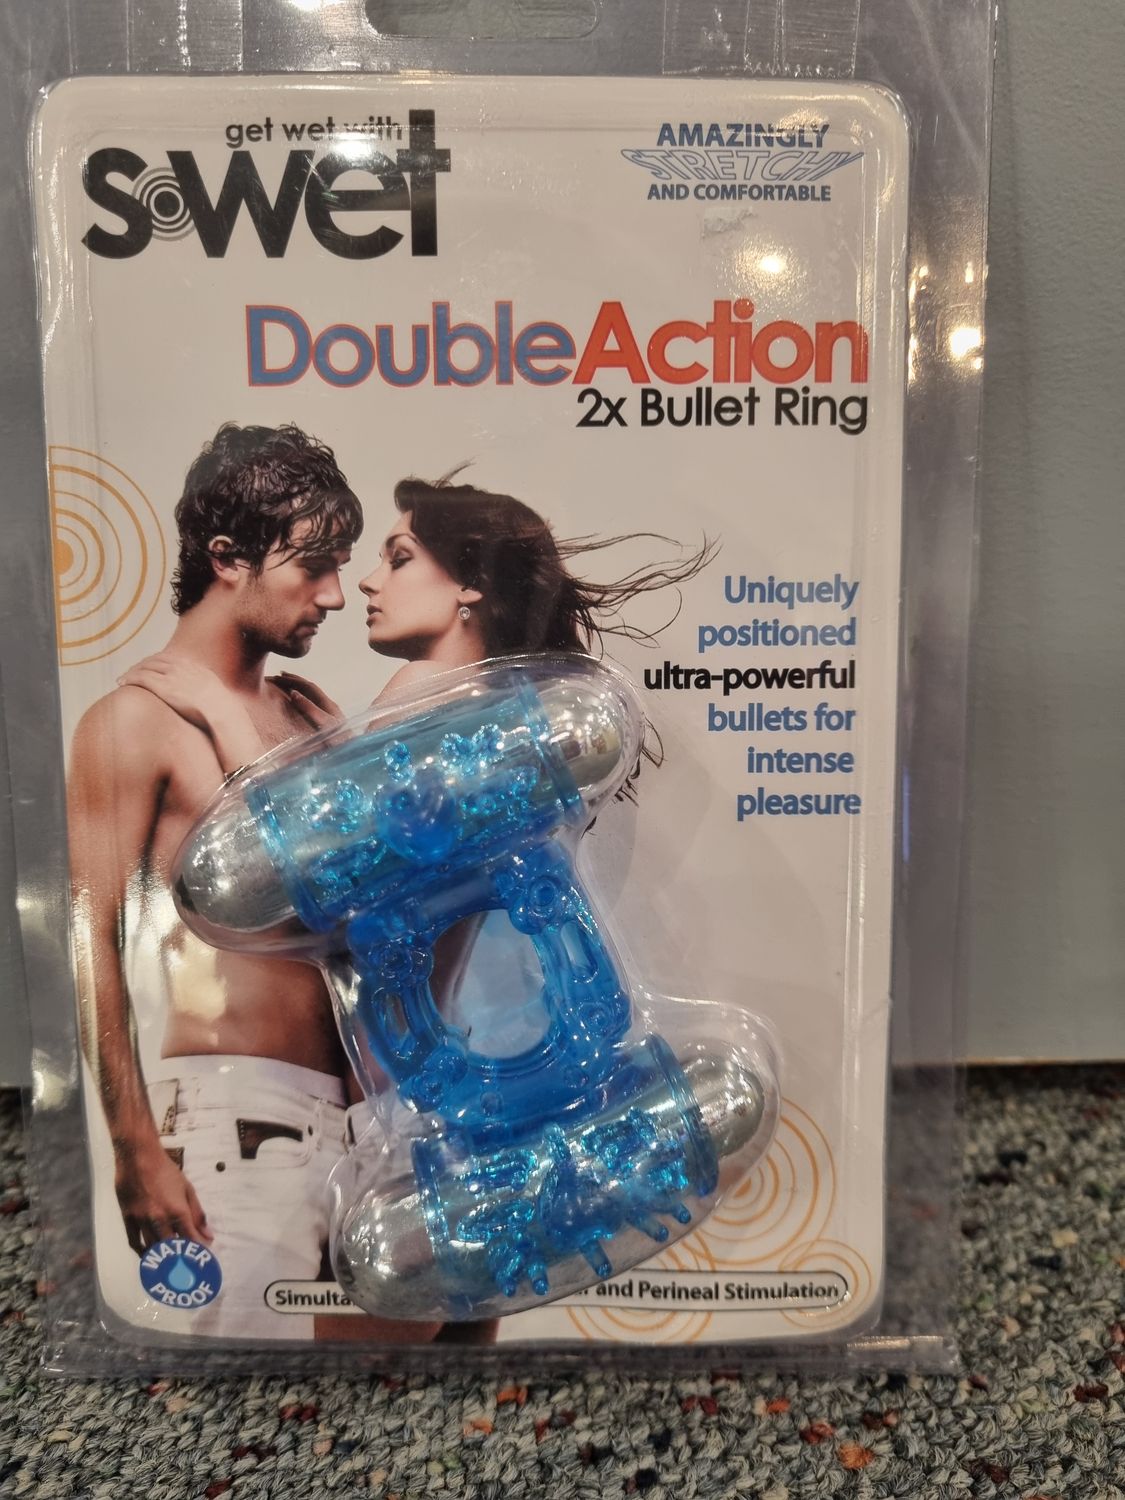 get wet with
s•wet
AMAZINGLY
STRETCHY
AND COMFORTABLE
DoubleAction
2x Bullet Ring
Uniquely
positioned
ultra-powerful
bullets for
intense
pleasure
WATER
PROOF
and Perineal Stimulation